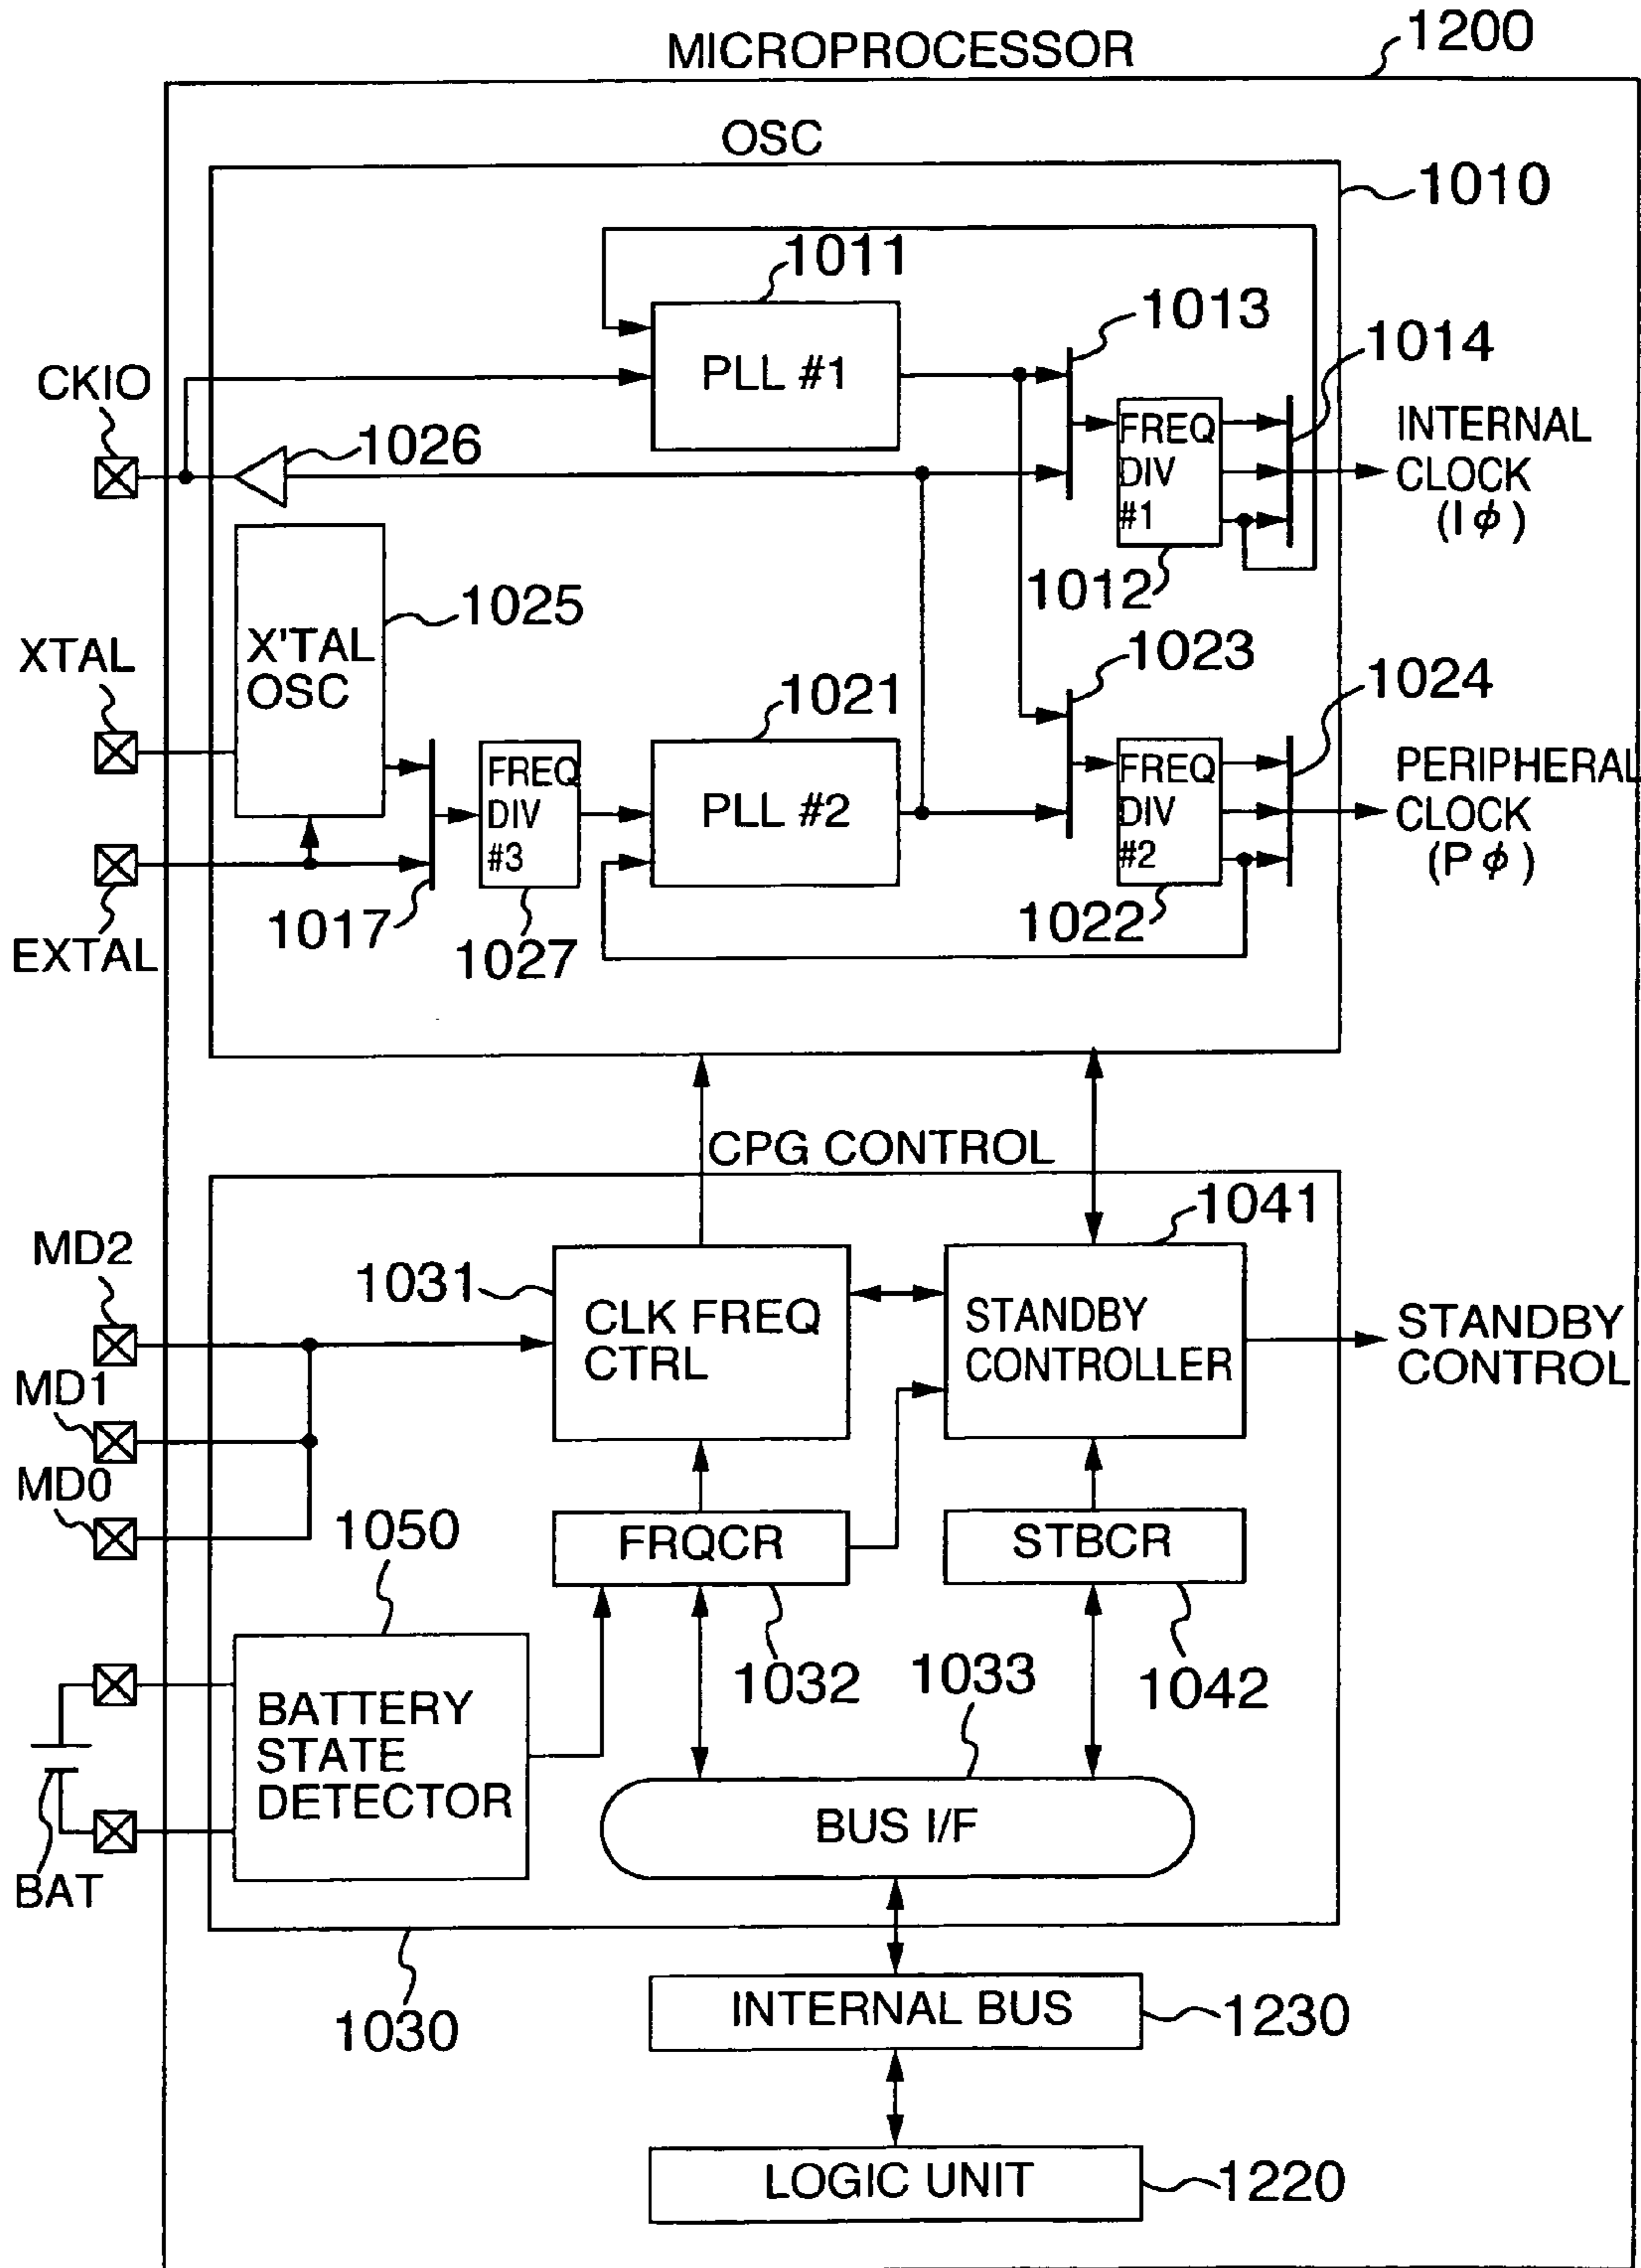 MICROPROCESSOR
1200
OSC
1010
1011
PLL #1
1013
1014
CKIO
1026
FREQ
DIV
#1
INTERNAL
CLOCK
(Iφ)
1012
X'TAL
OSC
1025
XTAL
1023
1024
1021
PLL #2
FREQ
DIV
#3
FREQ
DIV
#2
PERIPHERAL
CLOCK
(Pφ)
EXTAL
1017
1027
1022
CPG CONTROL
1041
MD2
1031
CLK FREQ
CTRL
STANDBY
CONTROLLER
STANDBY
CONTROL
MD1
MD0
1050
FRQCR
STBCR
1032
1033
1042
BATTERY
STATE
DETECTOR
BUS I/F
BAT
1030
INTERNAL BUS
1230
LOGIC UNIT
1220